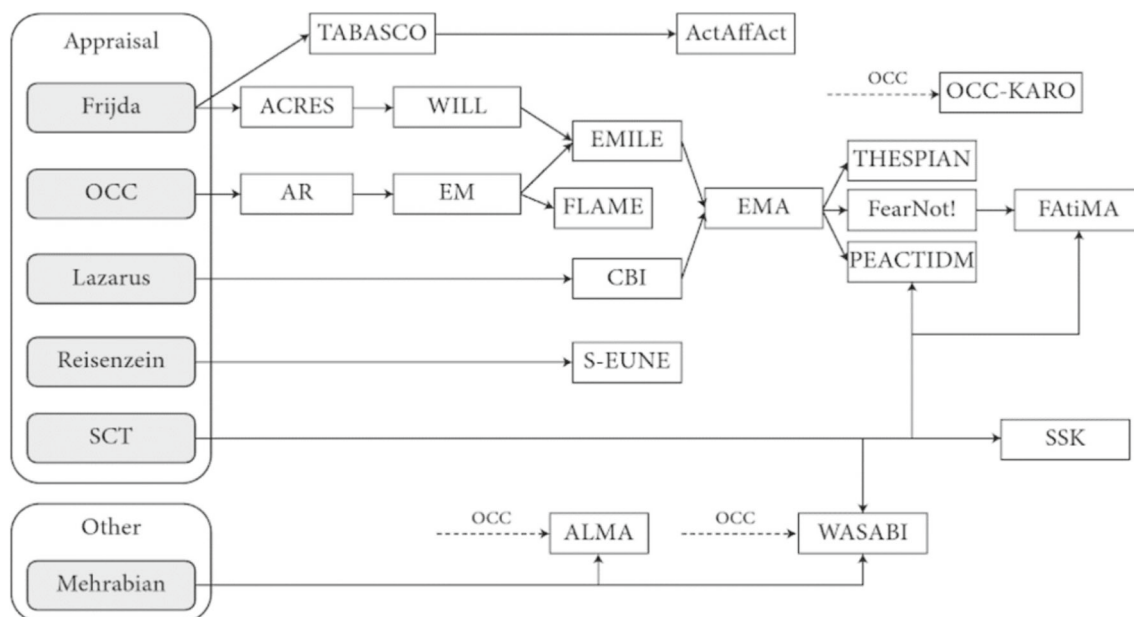 Appraisal
TABASCO
ActAffAct
Frijda
ACRES
WILL
OCC
OCC-KARO
EMILE
THESPIAN
OCC
AR
EM
FLAME
EMA
FearNot!
FAtiMA
PEACTIDM
Lazarus
CBI
Reisenzein
S-EUNE
SCT
SSK
Other
OCC
ALMA
OCC
WASABI
Mehrabian